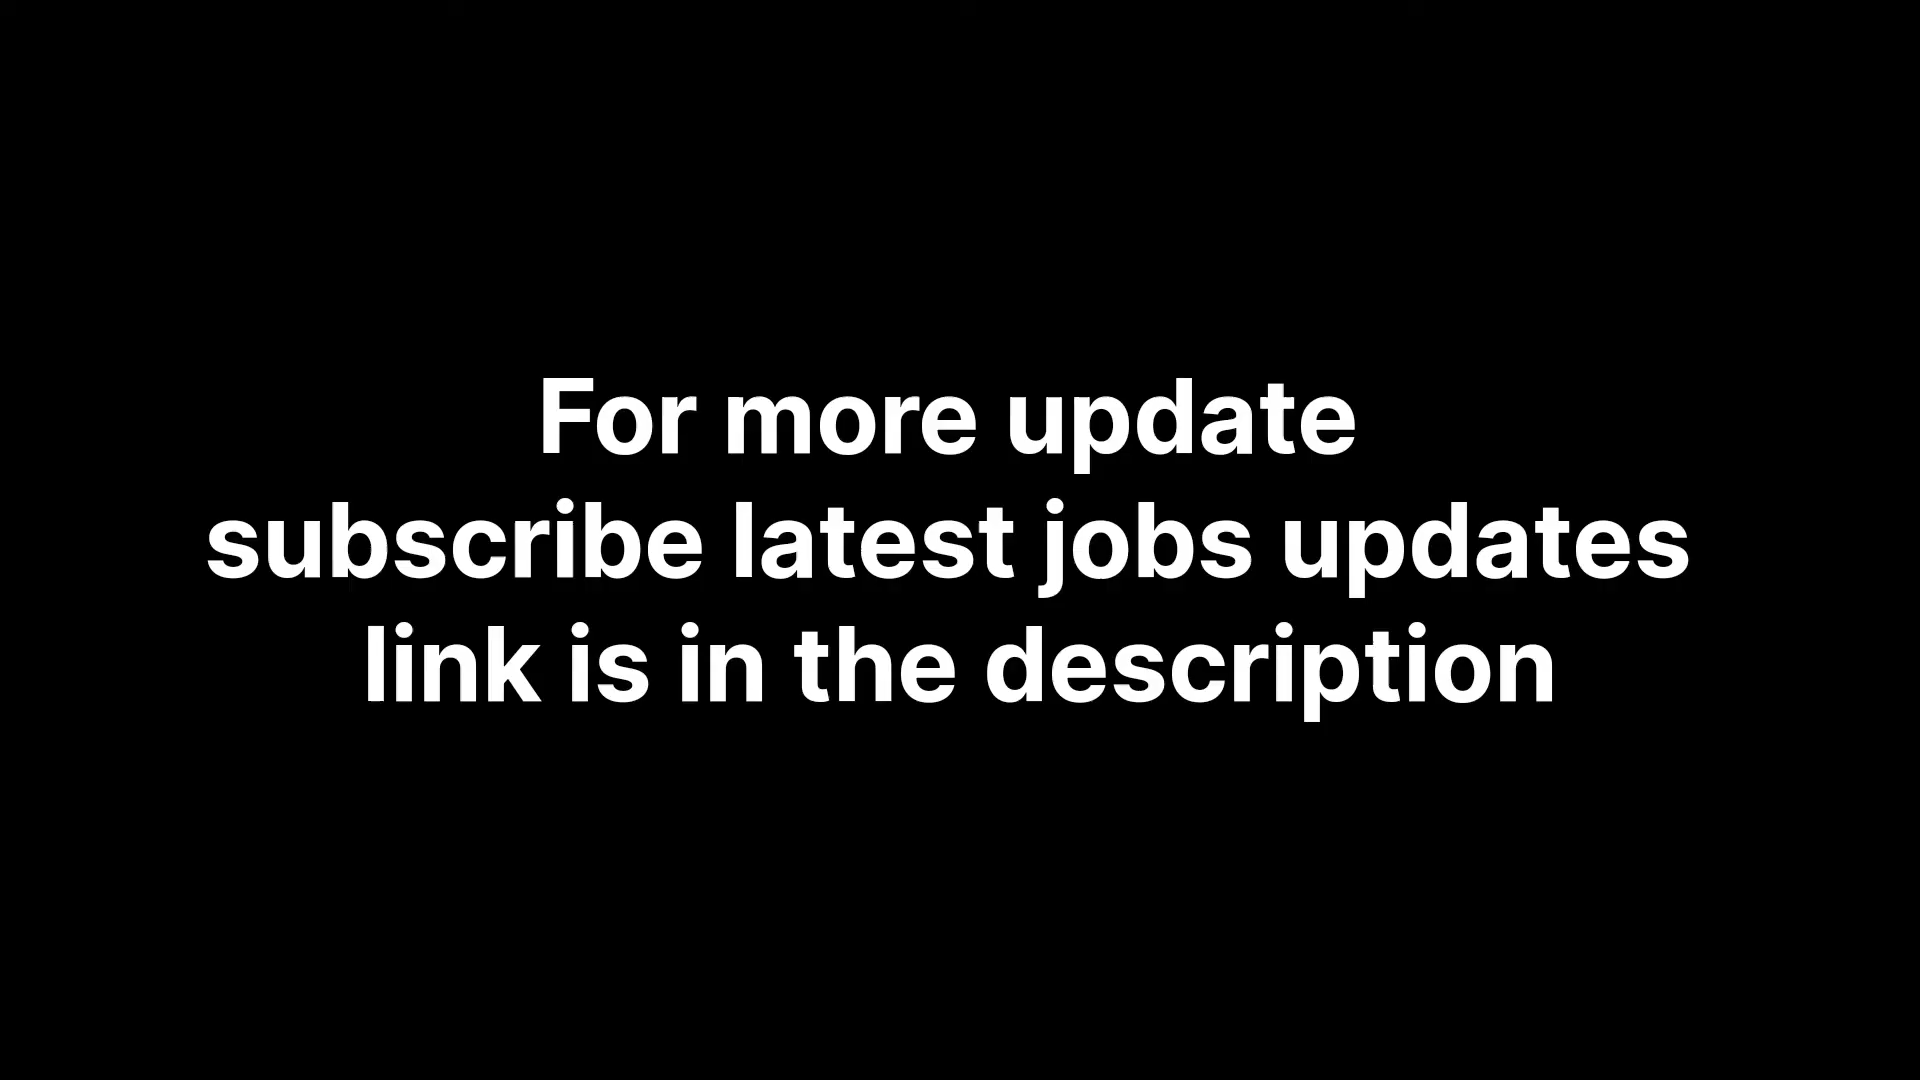 For more update
subscribe latest jobs updates
link is in the description